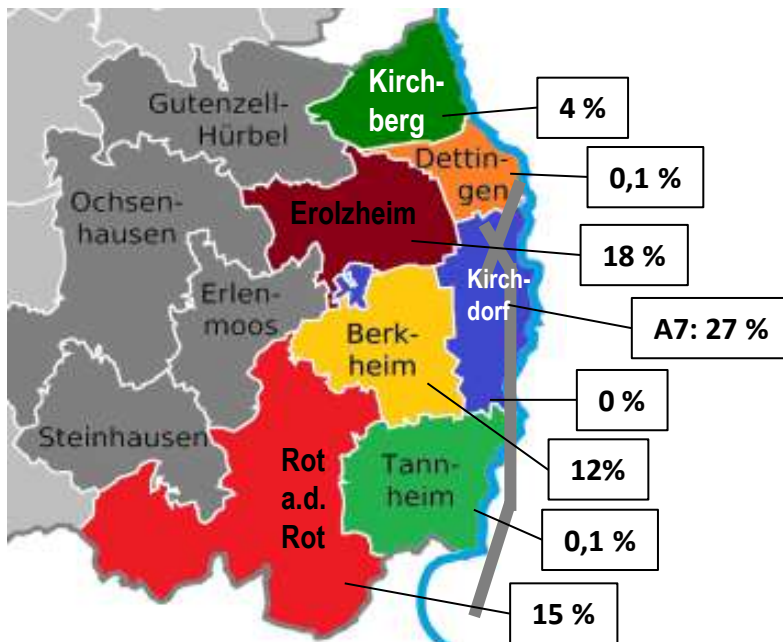 Kirch-
berg
4 %
Gutenzell-
Hürbel
Dettin-
gen
0,1 %
Ochsen-
hausen
Erolzheim
18 %
Kirch-
dorf
Erlen-
moos
A7: 27 %
Berk-
heim
0 %
Steinhausen
12%
Rot
a.d.
Rot
Tann-
heim
0,1 %
15 %